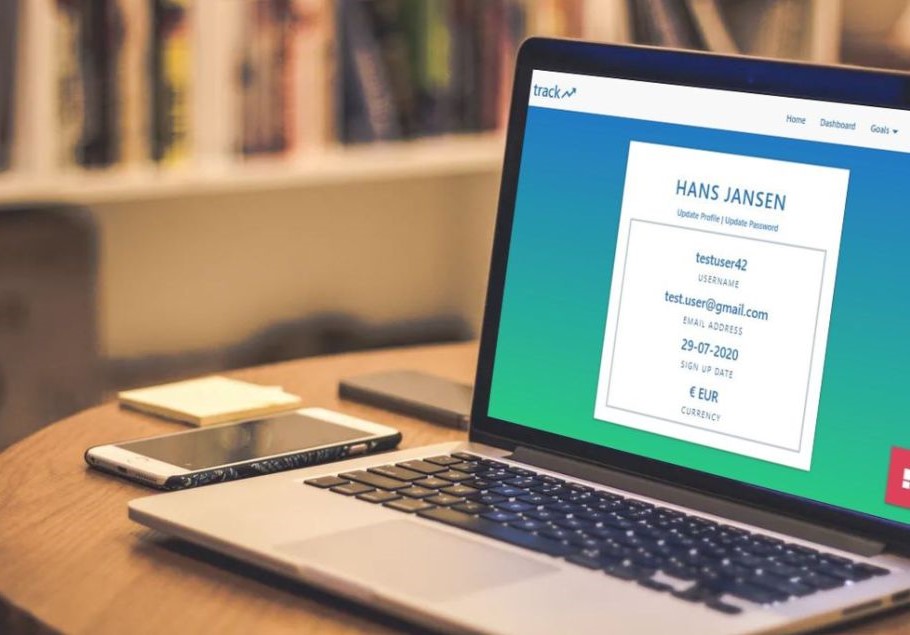 track
Home Dashboard Goals
HANS JANSEN
Update Profile | Update Password
testuser42
USERNAME
test.user@gmail.com
EMAIL ADDRESS
29-07-2020
SIGN UP DATE
€ EUR
CURRENCY